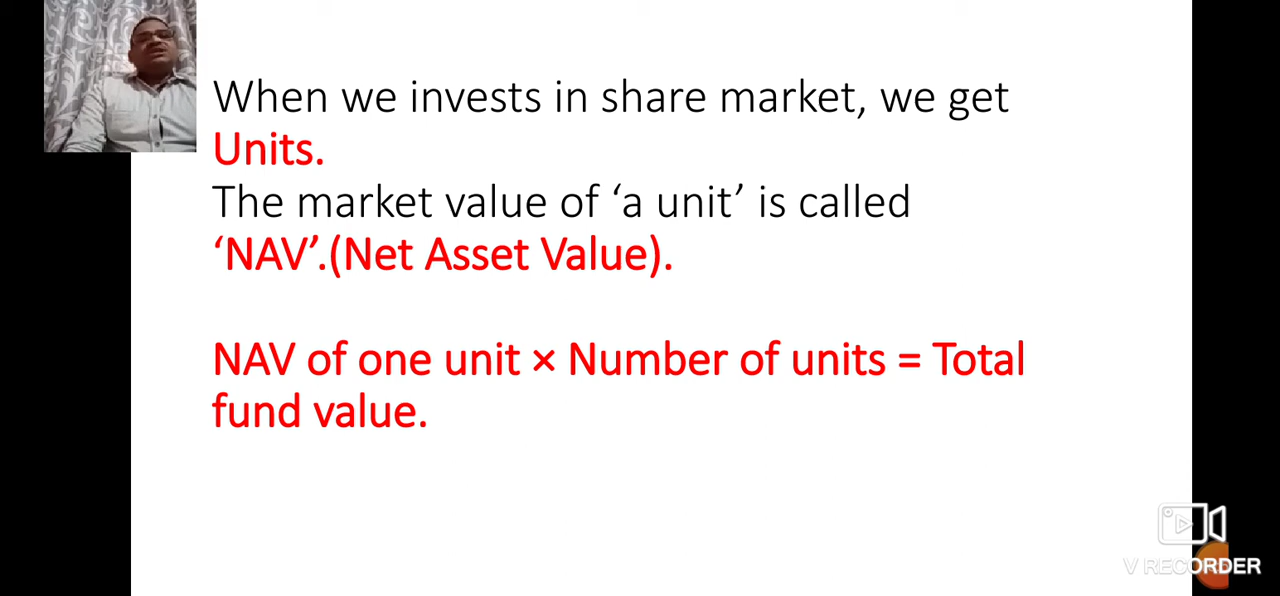 When we invests in share market, we get
Units.
The market value of ‘a unit’ is called
‘NAV’.(Net Asset Value).
NAV of one unit × Number of units = Total
fund value.
V RECORDER